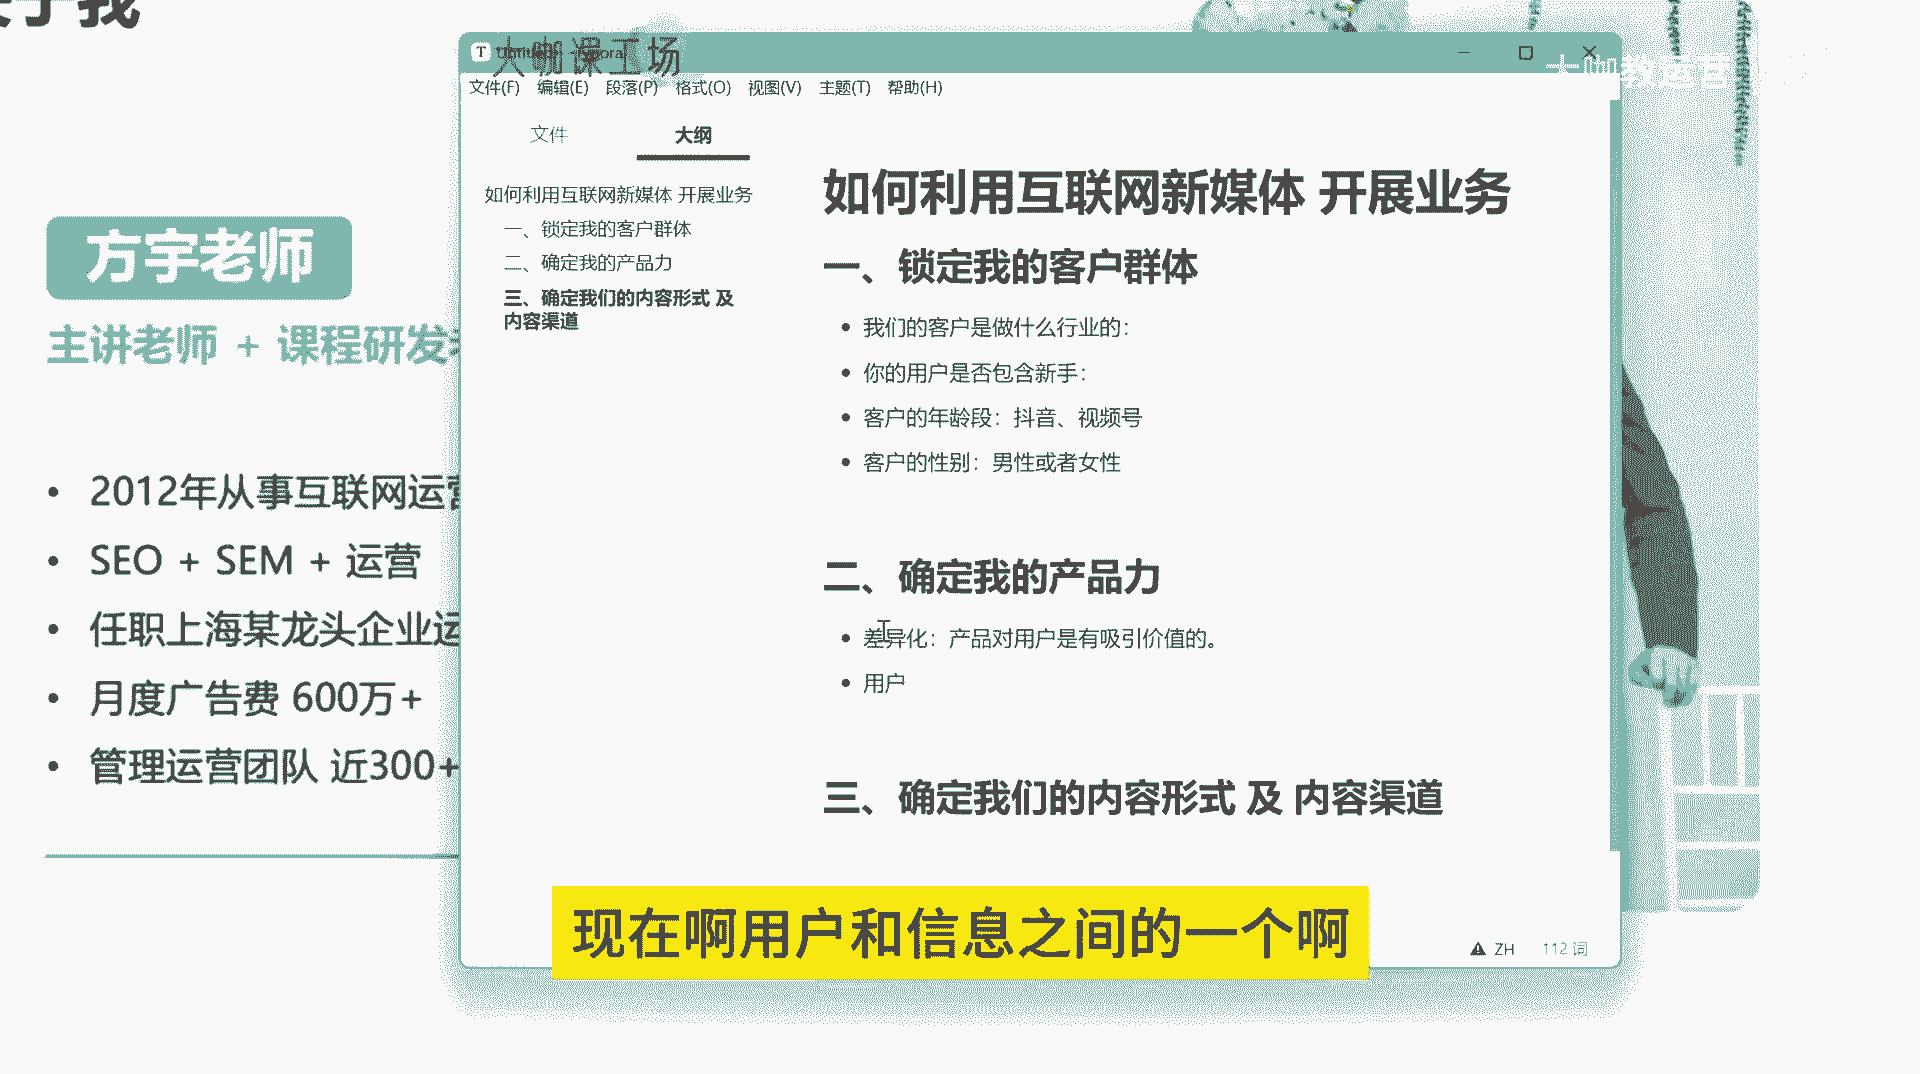 于我
方宇老师
主讲老师 + 课程研发
2012年从事互联网运营
SEO + SEM + 运营
任职上海某龙头企业运
月度广告费 600万+
管理运营团队 近300+
大咖课工场
大咖教运营
文件(F) 编辑(E) 段落(P) 格式(O) 视图(V) 主题(T) 帮助(H)
文件 大纲
如何利用互联网新媒体 开展业务
一、锁定我的客户群体
二、确定我的产品力
三、确定我们的内容形式 及
内容渠道
如何利用互联网新媒体 开展业务
一、锁定我的客户群体
我们的客户是做什么行业的：
你的用户是否包含新手：
客户的年龄段：抖音、视频号
客户的性别：男性或者女性
二、确定我的产品力
差异化：产品对用户是有吸引价值的。
用户
三、确定我们的内容形式 及 内容渠道
现在啊用户和信息之间的一个啊
ZH 112 词